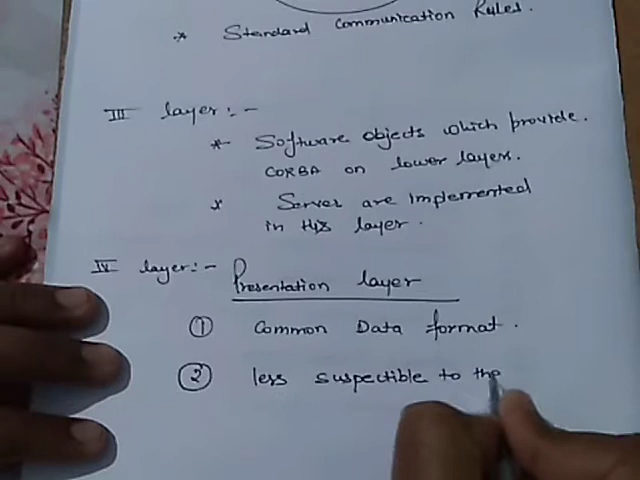 * Standard Communication Rules.
III layer:-
* Software objects which provide.
CORBA on lower layers.
* Server are implemented
in this layer.
IV layer:- Presentation layer
① Common Data format.
② less suspectible to the